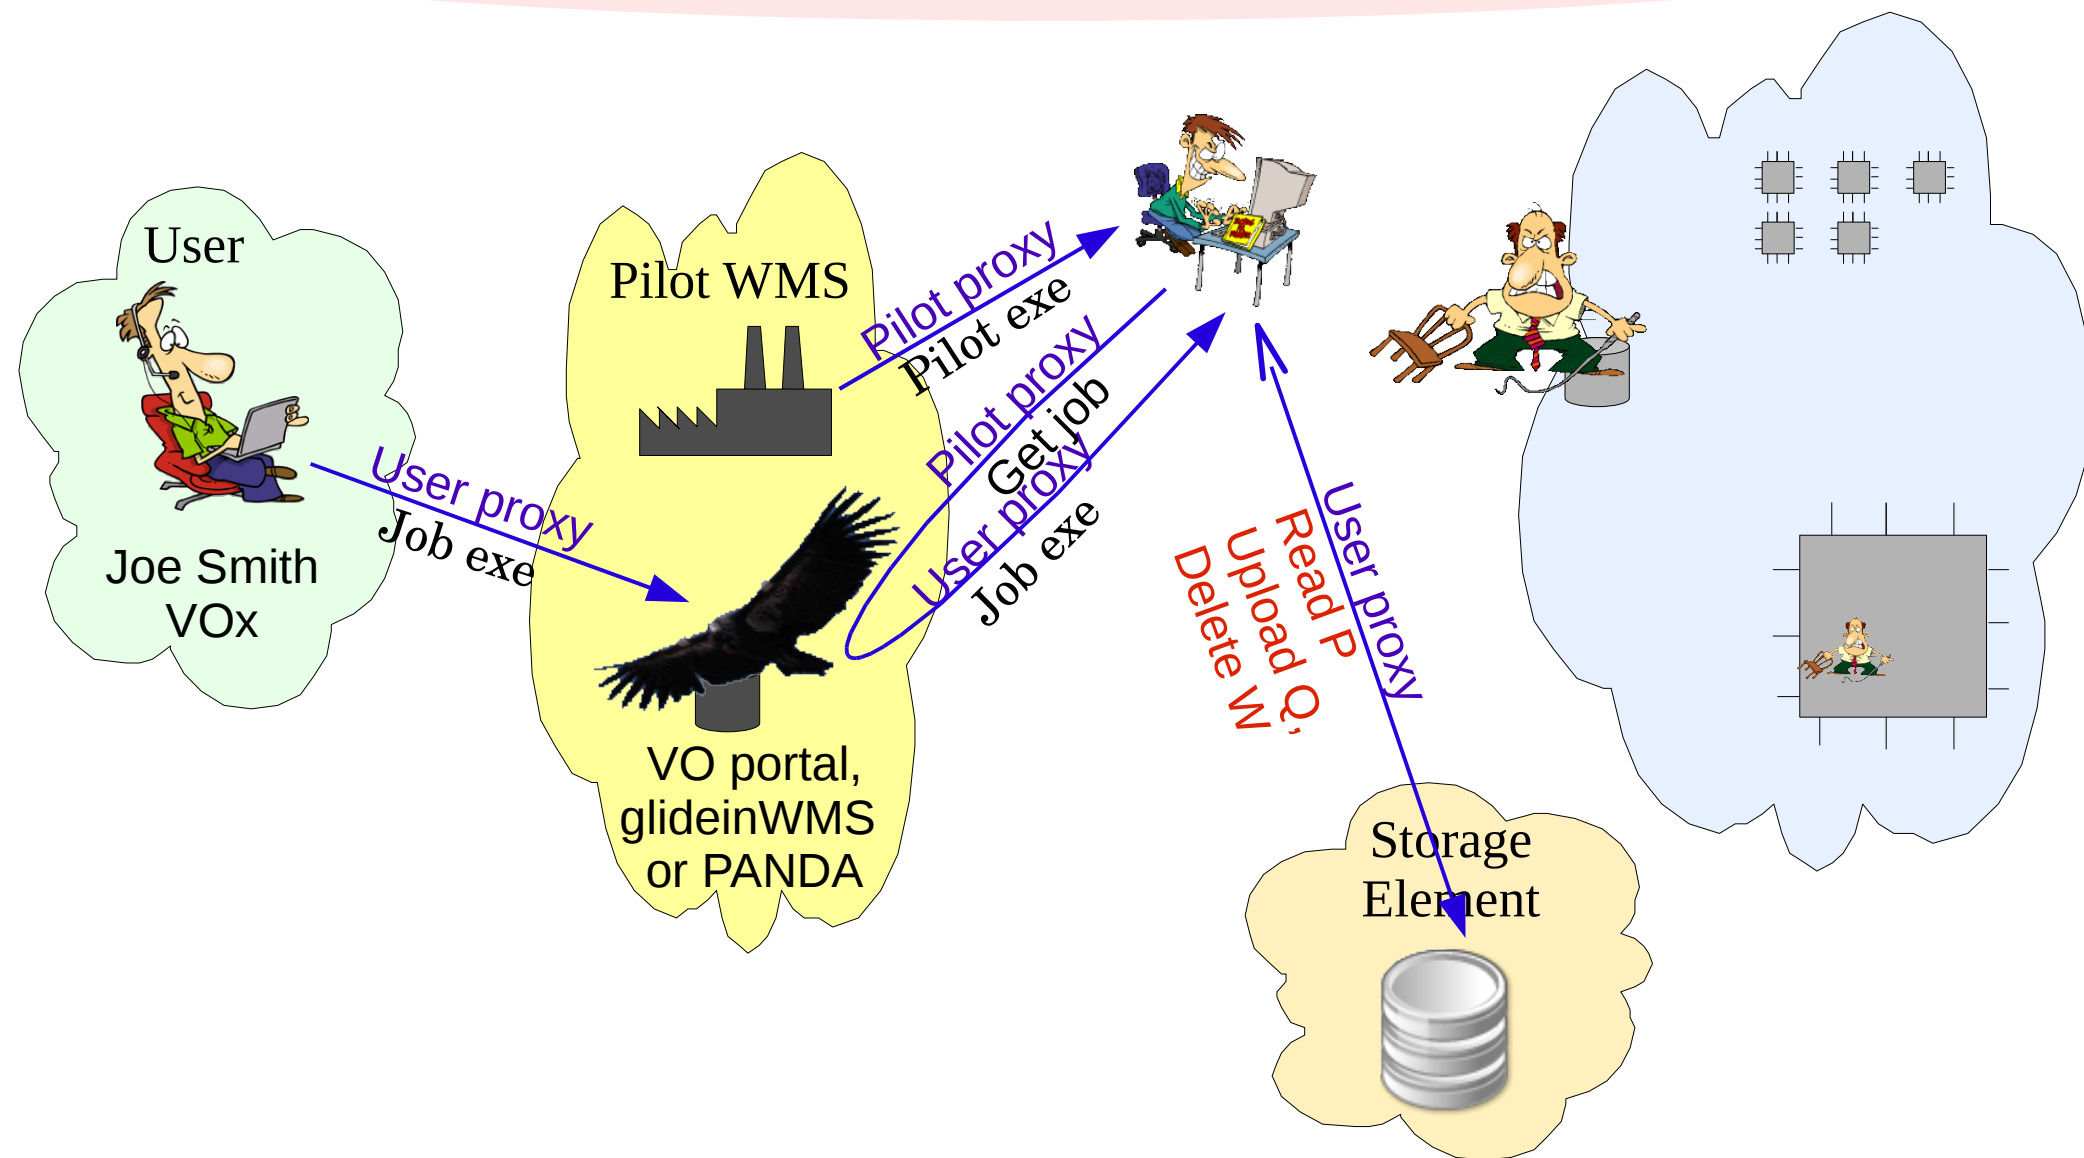 User
Joe Smith
VOx
User proxy
Job exe
Pilot WMS
VO portal,
glideinWMS
or PANDA
Pilot proxy
Pilot exe
Pilot proxy
Get job
User proxy
Job exe
User proxy
Read P
Upload Q,
Delete W
Storage
Element